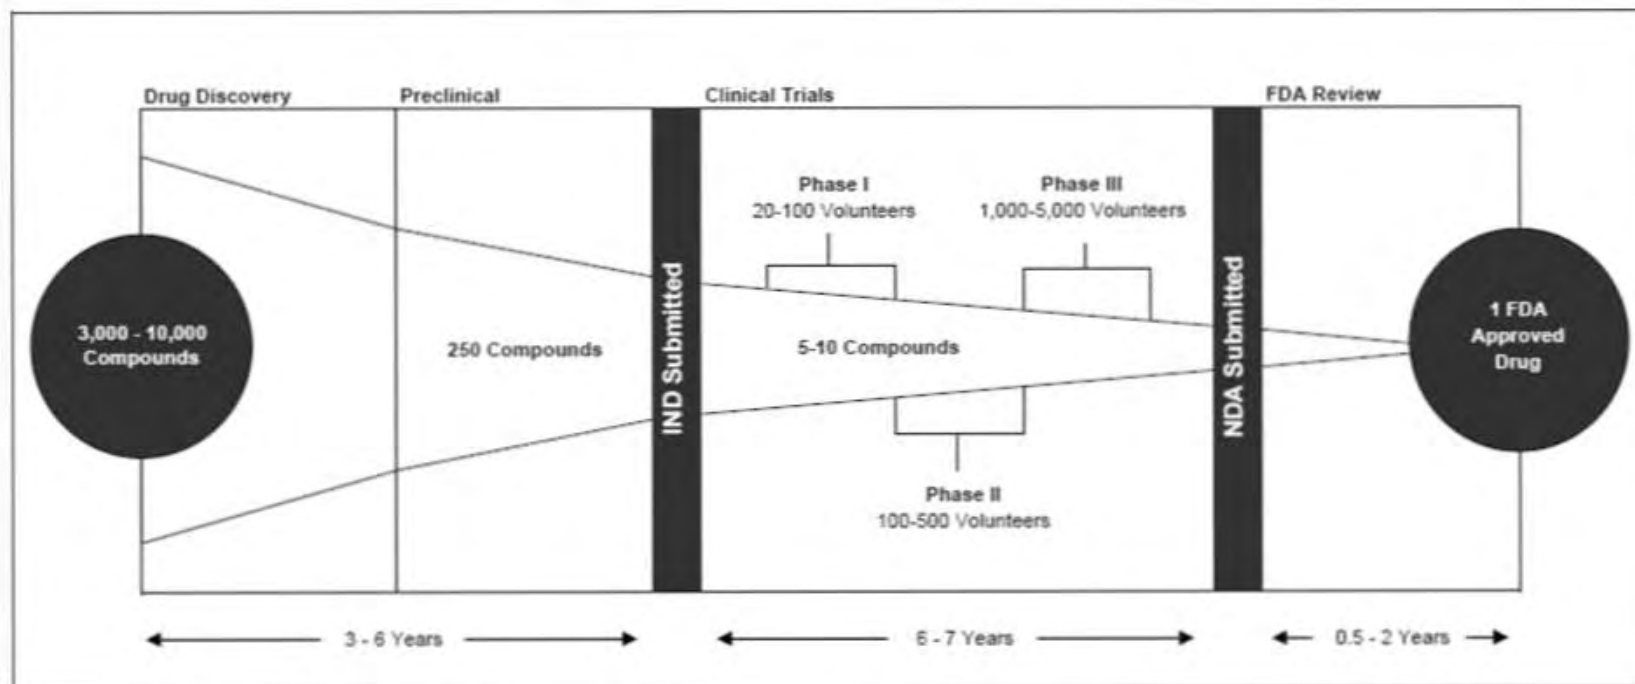 Drug Discovery
Preclinical
Clinical Trials
FDA Review
Phase I
20-100 Volunteers
Phase III
1,000-5,000 Volunteers
3,000 - 10,000
Compounds
250 Compounds
IND Submitted
5-10 Compounds
NDA Submitted
1 FDA
Approved
Drug
Phase II
100-500 Volunteers
3 - 6 Years
6 - 7 Years
0.5 - 2 Years